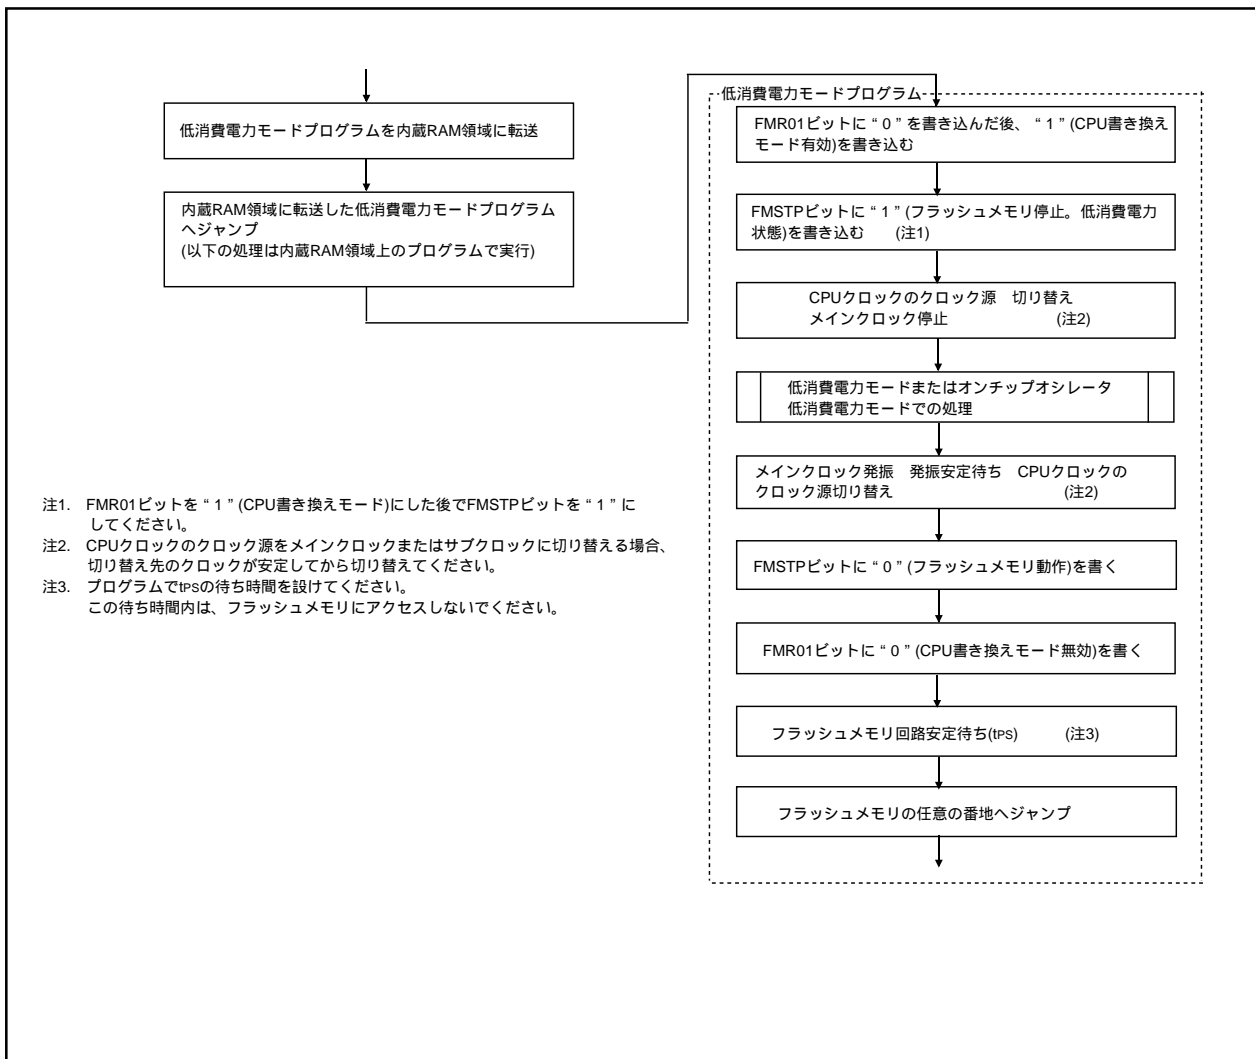 低消費電力モードプログラムを内蔵RAM領域に転送
内蔵RAM領域に転送した低消費電力モードプログラム
へジャンプ
(以下の処理は内蔵RAM領域上のプログラムで実行)
低消費電力モードプログラム
FMR01ビットに“0”を書き込んだ後、“1”(CPU書き換え
モード有効)を書き込む
FMSTPビットに“1”(フラッシュメモリ停止。低消費電力
状態)を書き込む (注1)
CPUクロックのクロック源 切り替え
メインクロック停止 (注2)
低消費電力モードまたはオンチップオシレータ
低消費電力モードでの処理
メインクロック発振 発振安定待ち CPUクロックの
クロック源切り替え (注2)
FMSTPビットに“0”(フラッシュメモリ動作)を書く
FMR01ビットに“0”(CPU書き換えモード無効)を書く
フラッシュメモリ回路安定待ち(tPS) (注3)
フラッシュメモリの任意の番地へジャンプ
注1. FMR01ビットを“1”(CPU書き換えモード)にした後でFMSTPビットを“1”に
してください。
注2. CPUクロックのクロック源をメインクロックまたはサブクロックに切り替える場合、
切り替え先のクロックが安定してから切り替えてください。
注3. プログラムでtPSの待ち時間を設けてください。
この待ち時間内は、フラッシュメモリにアクセスしないでください。